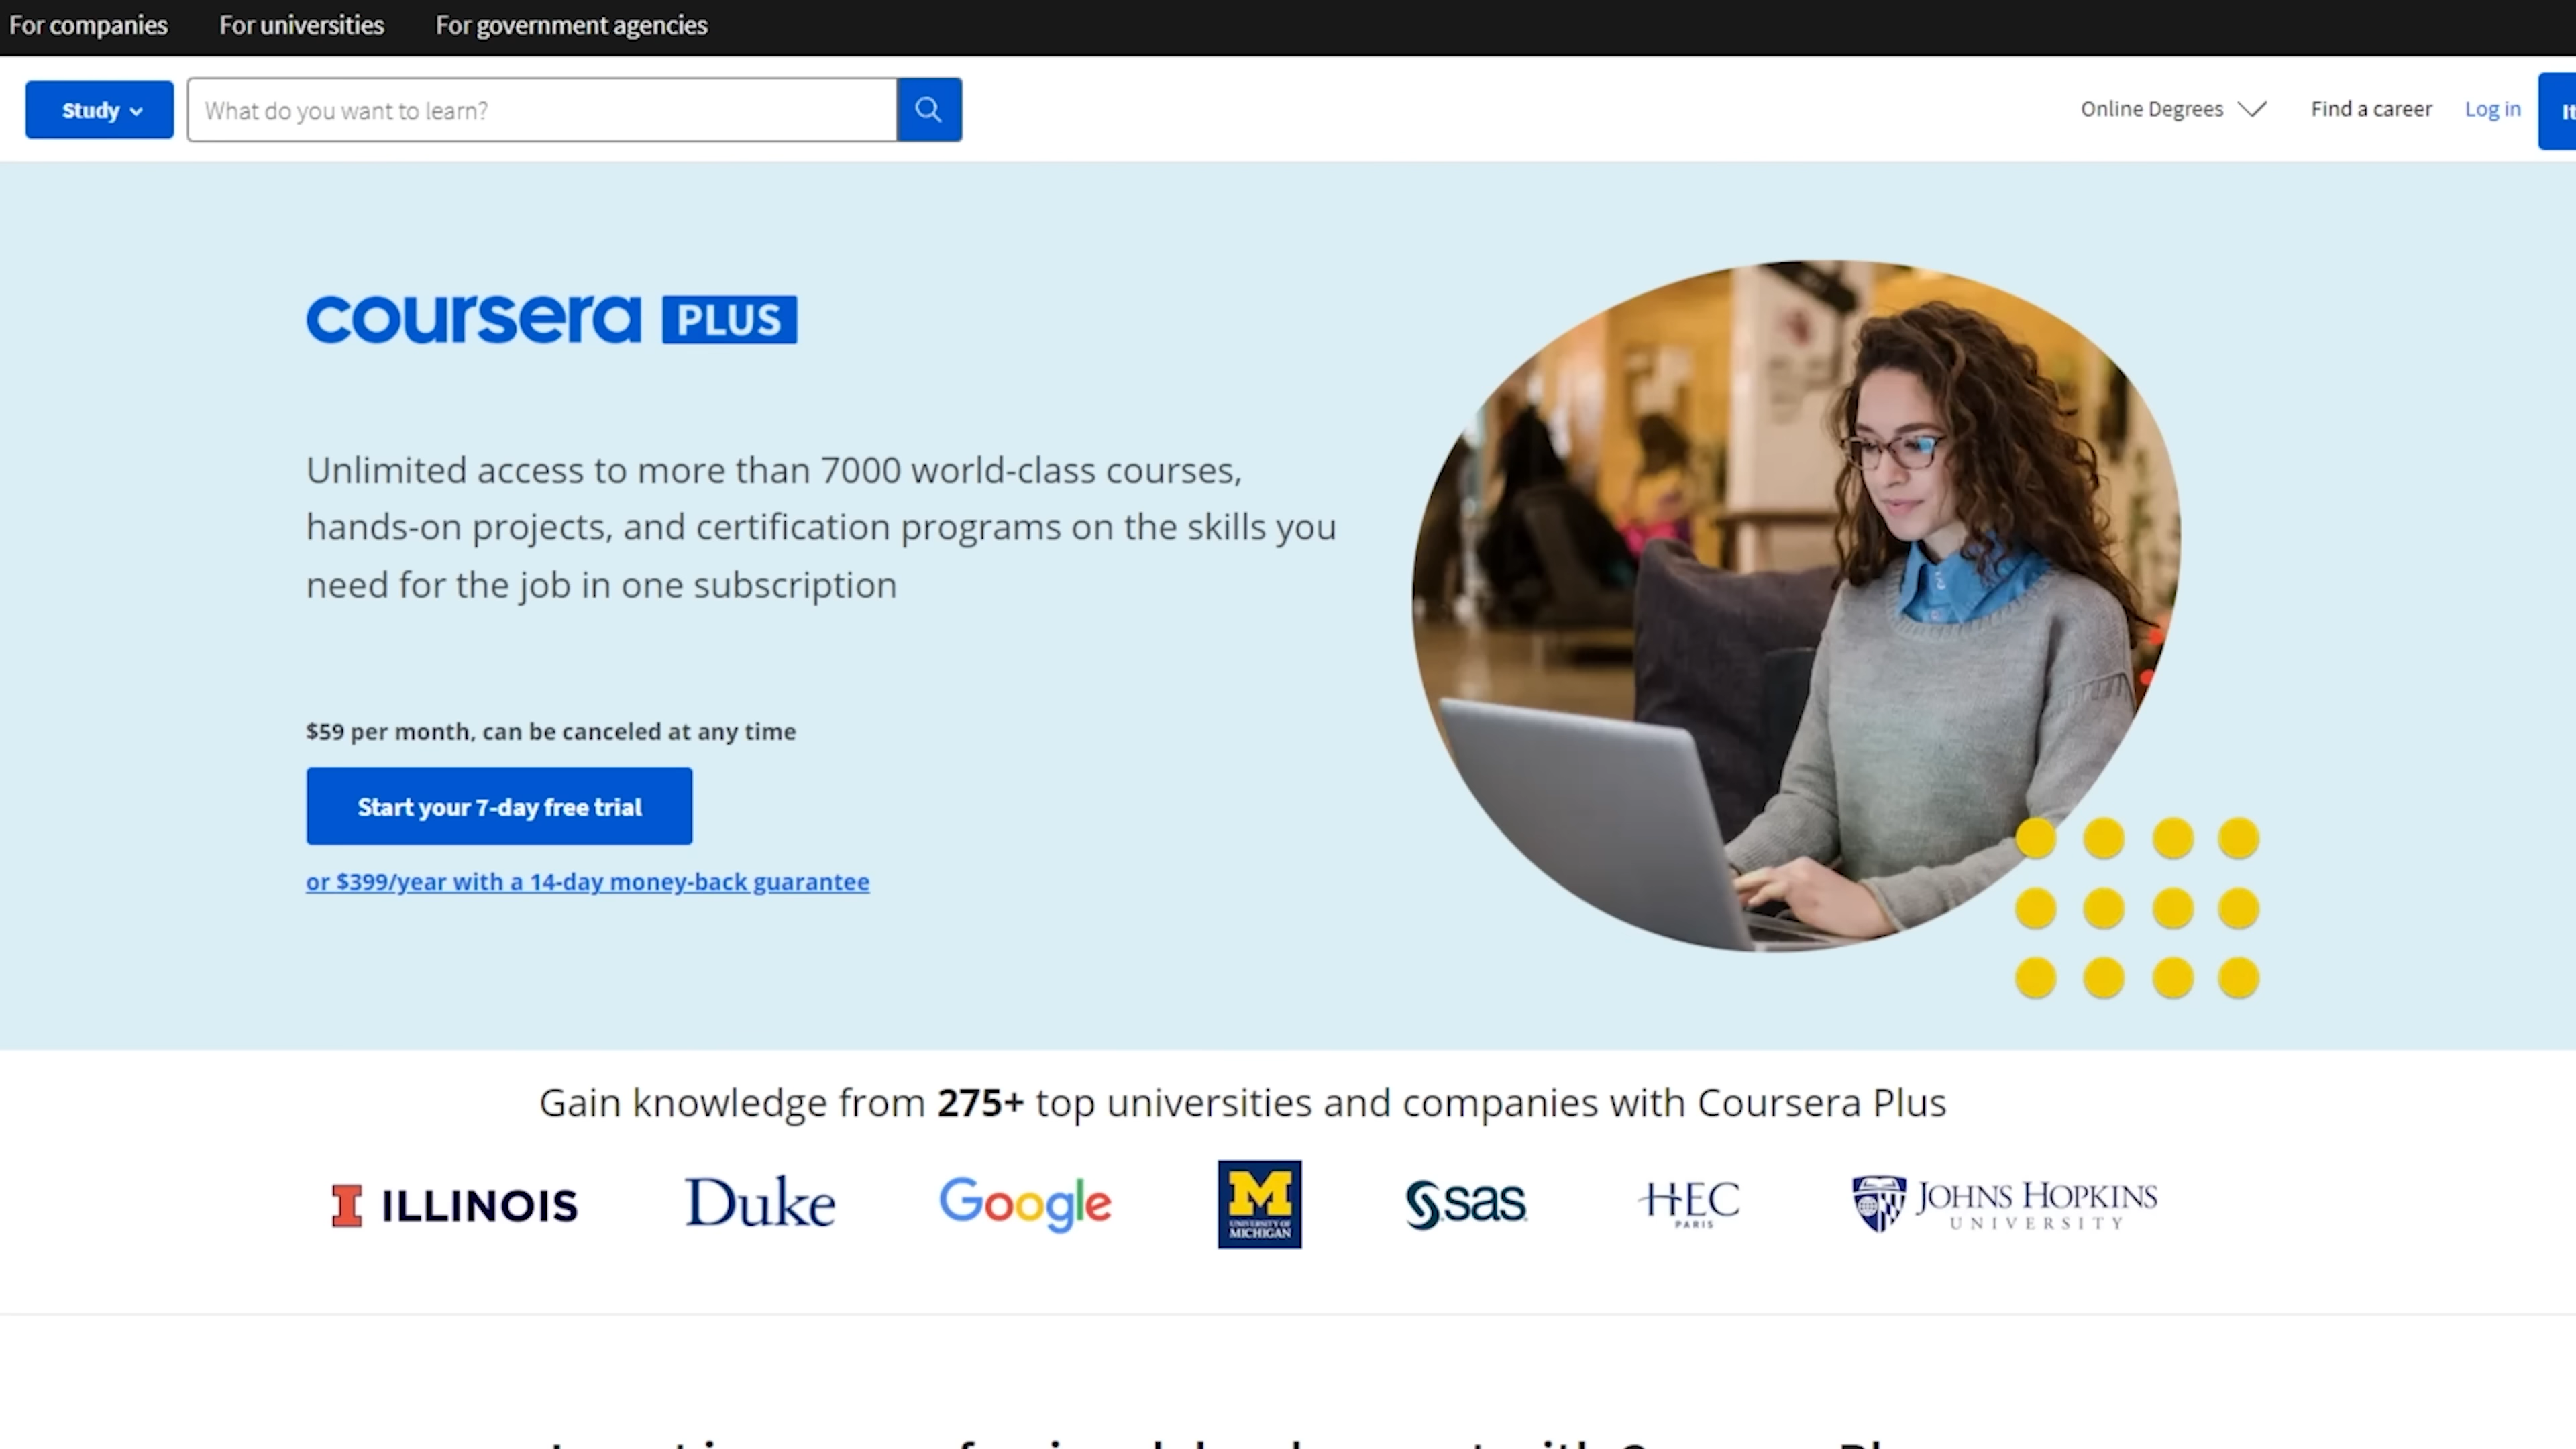 For companies For universities For government agencies
Study What do you want to learn? Online Degrees Find a career Log in
coursera PLUS
Unlimited access to more than 7000 world-class courses,
hands-on projects, and certification programs on the skills you
need for the job in one subscription
$59 per month, can be canceled at any time
Start your 7-day free trial
or $399/year with a 14-day money-back guarantee
Gain knowledge from 275+ top universities and companies with Coursera Plus
I ILLINOIS Duke Google M UNIVERSITY OF MICHIGAN sas HEC PARIS JOHNS HOPKINS UNIVERSITY